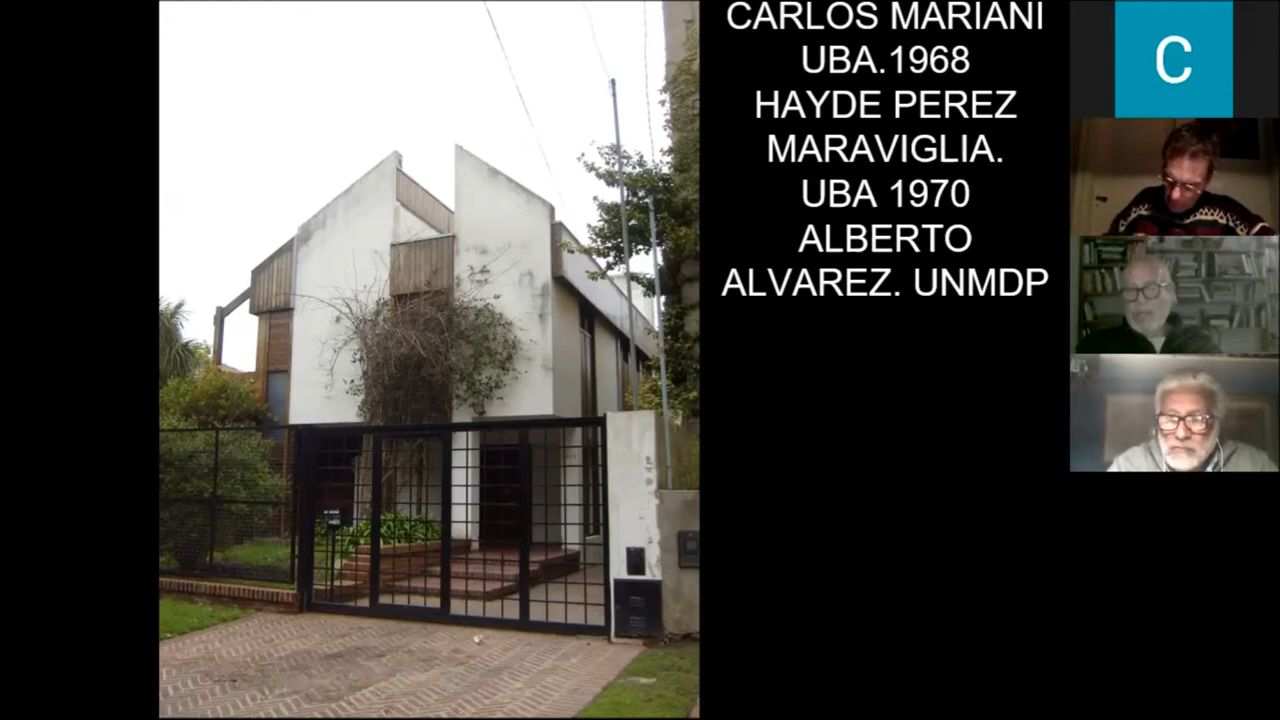 CARLOS MARIANI
UBA.1968
HAYDE PEREZ
MARAVIGLIA.
UBA 1970
ALBERTO
ALVAREZ. UNMDP
C